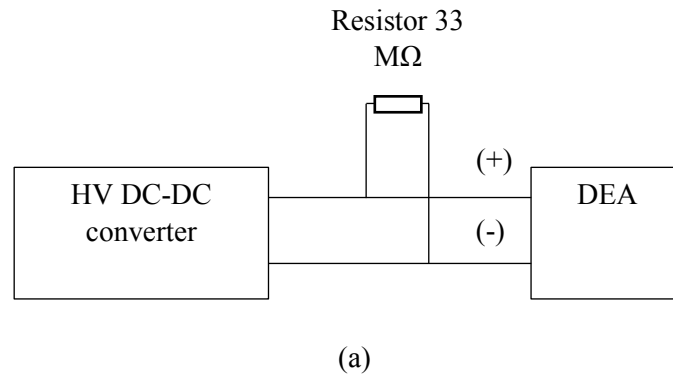 Resistor 33
MΩ
(+)
HV DC-DC
converter
DEA
(-)
(a)